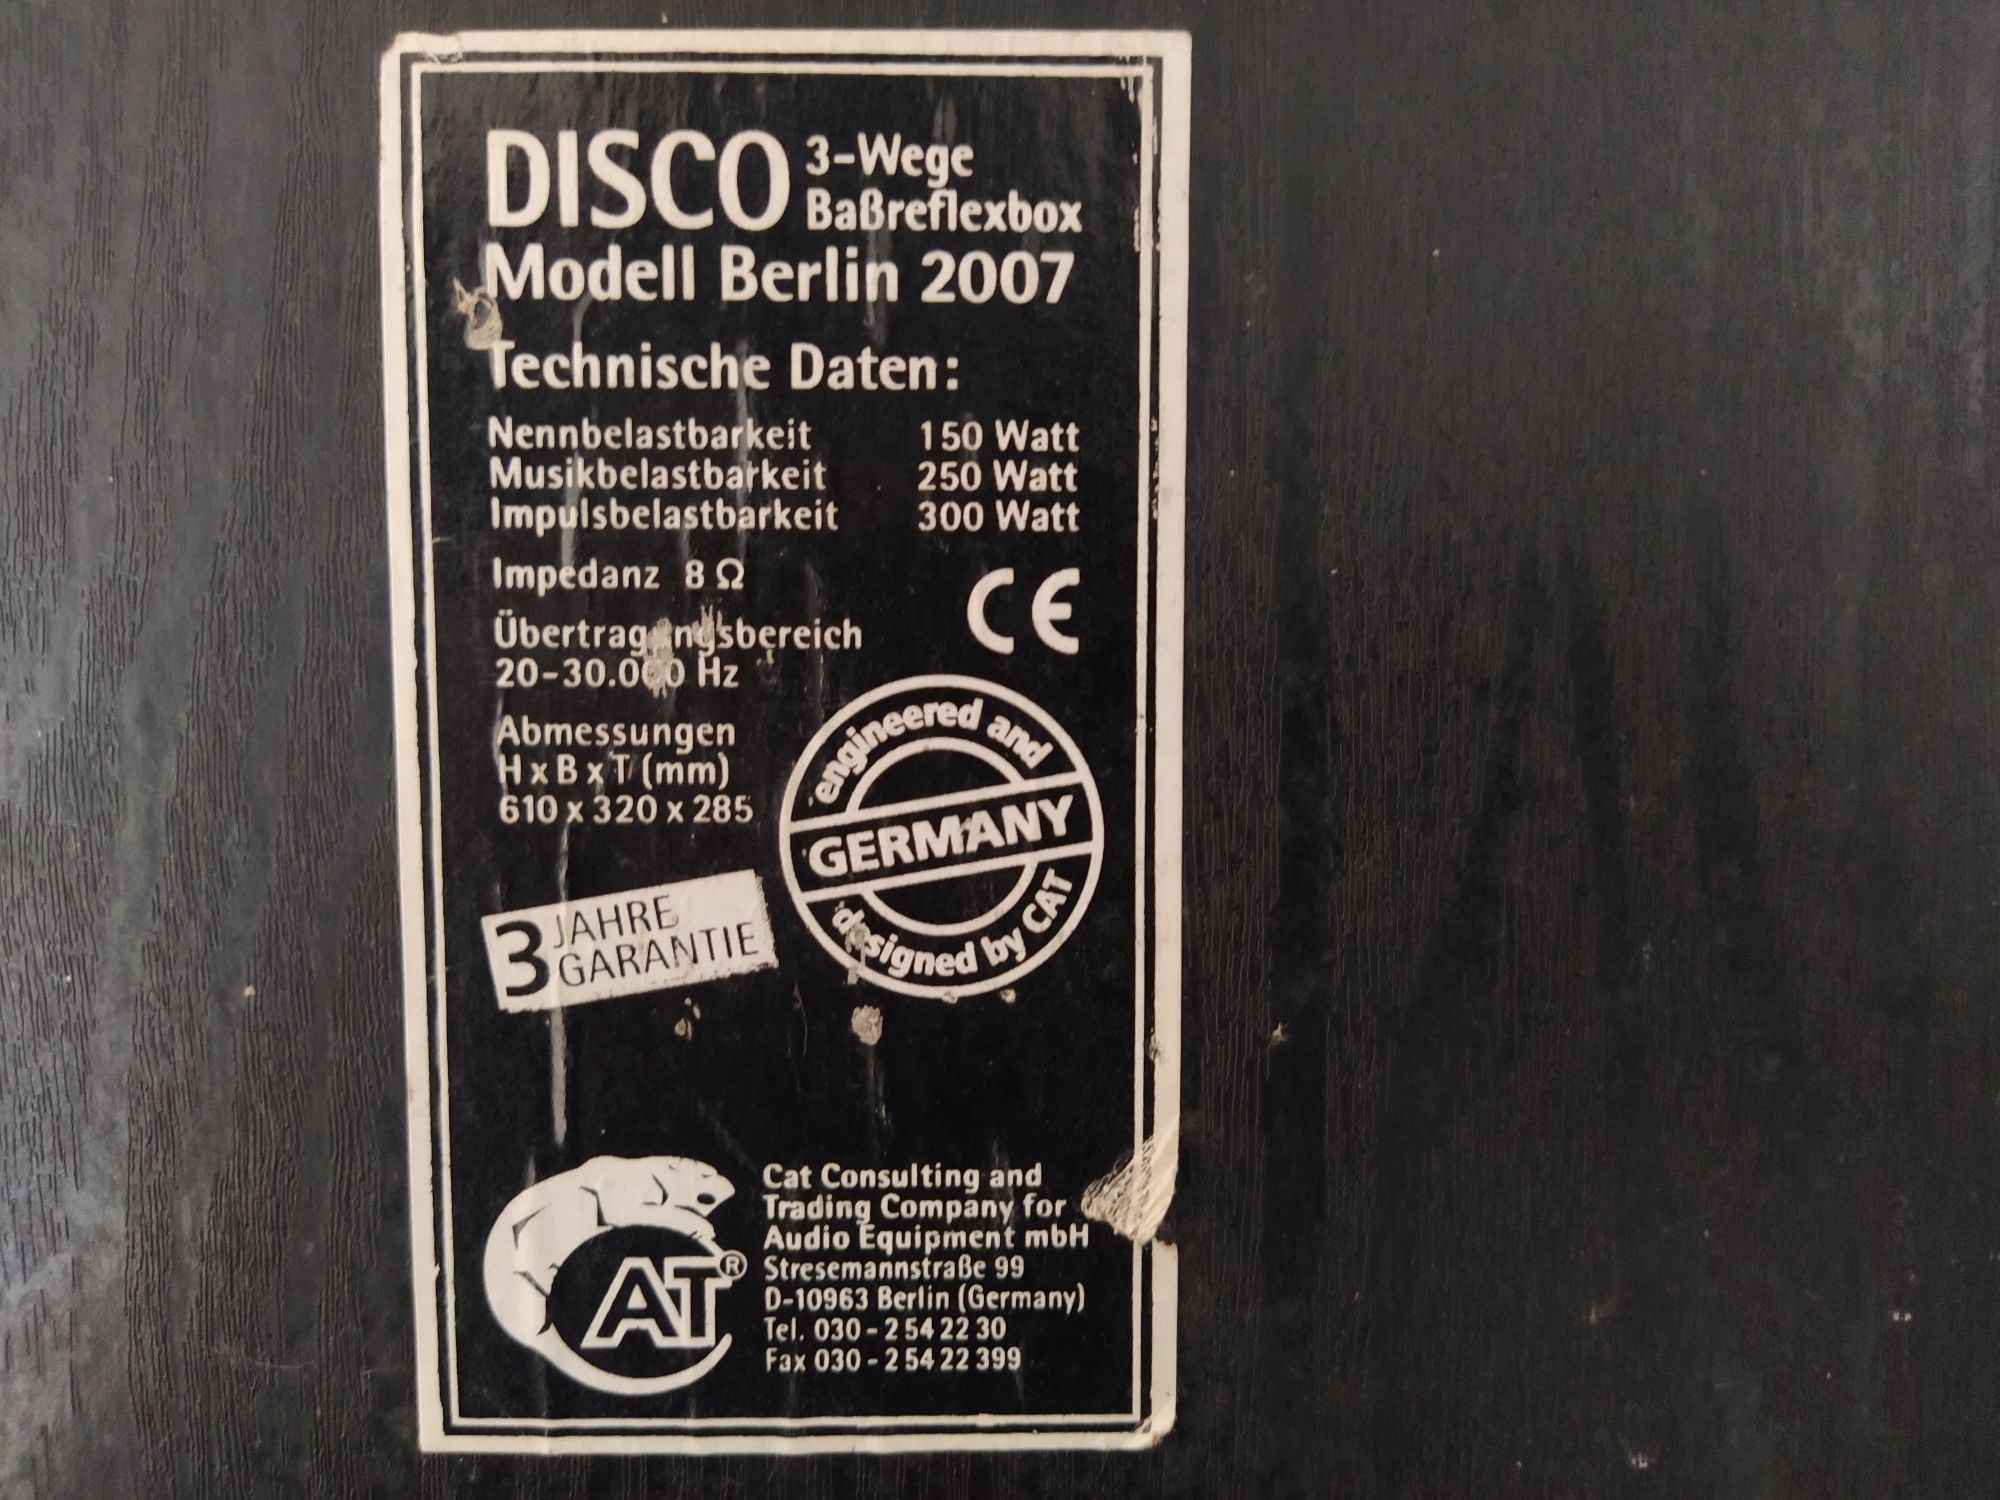 DISCO 3-Wege
Baßreflexbox
Modell Berlin 2007
Technische Daten:
Nennbelastbarkeit 150 Watt
Musikbelastbarkeit 250 Watt
Impulsbelastbarkeit 300 Watt
Impedanz 8 Ω
CE
Übertragungsbereich
20-30.000 Hz
Abmessungen
H x B x T (mm)
610 x 320 x 285
engineered and
GERMANY
designed by CAT
3 JAHRE
GARANTIE
CAT®
Cat Consulting and
Trading Company for
Audio Equipment mbH
Stresemannstraße 99
D-10963 Berlin (Germany)
Tel. 030 - 2 54 22 30
Fax 030 - 2 54 22 399